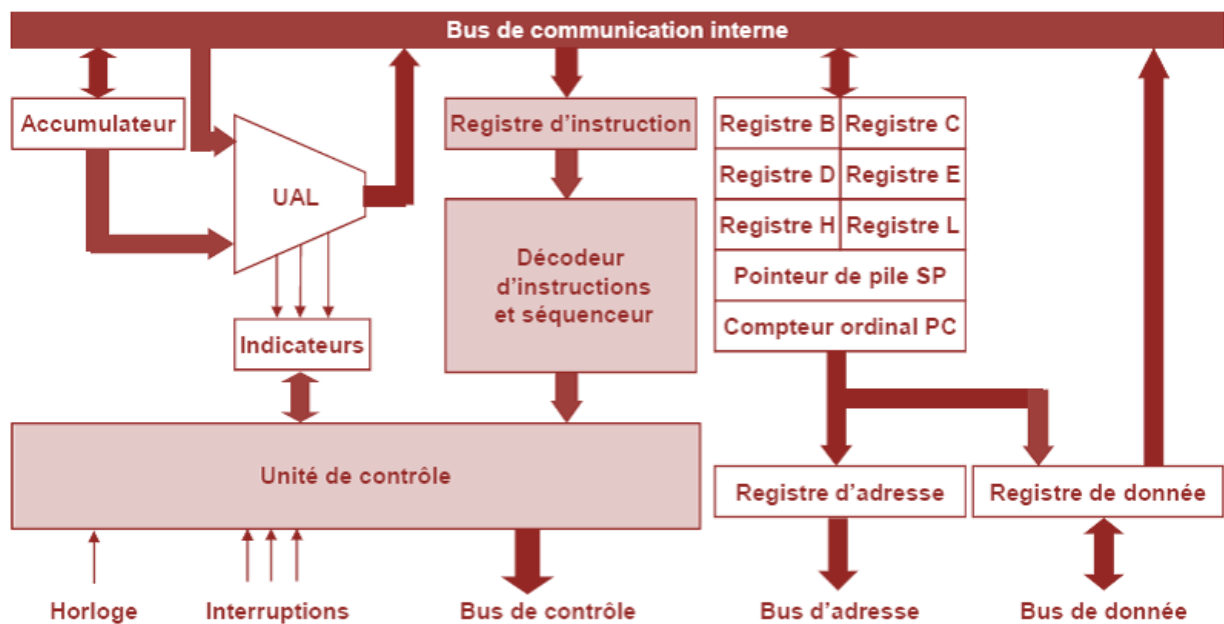 Bus de communication interne
Accumulateur
Registre d'instruction
Registre B
Registre C
UAL
Registre D
Registre E
Registre H
Registre L
Décodeur
d'instructions
et séquenceur
Pointeur de pile SP
Compteur ordinal PC
Indicateurs
Unité de contrôle
Registre d'adresse
Registre de donnée
Horloge
Interruptions
Bus de contrôle
Bus d'adresse
Bus de donnée